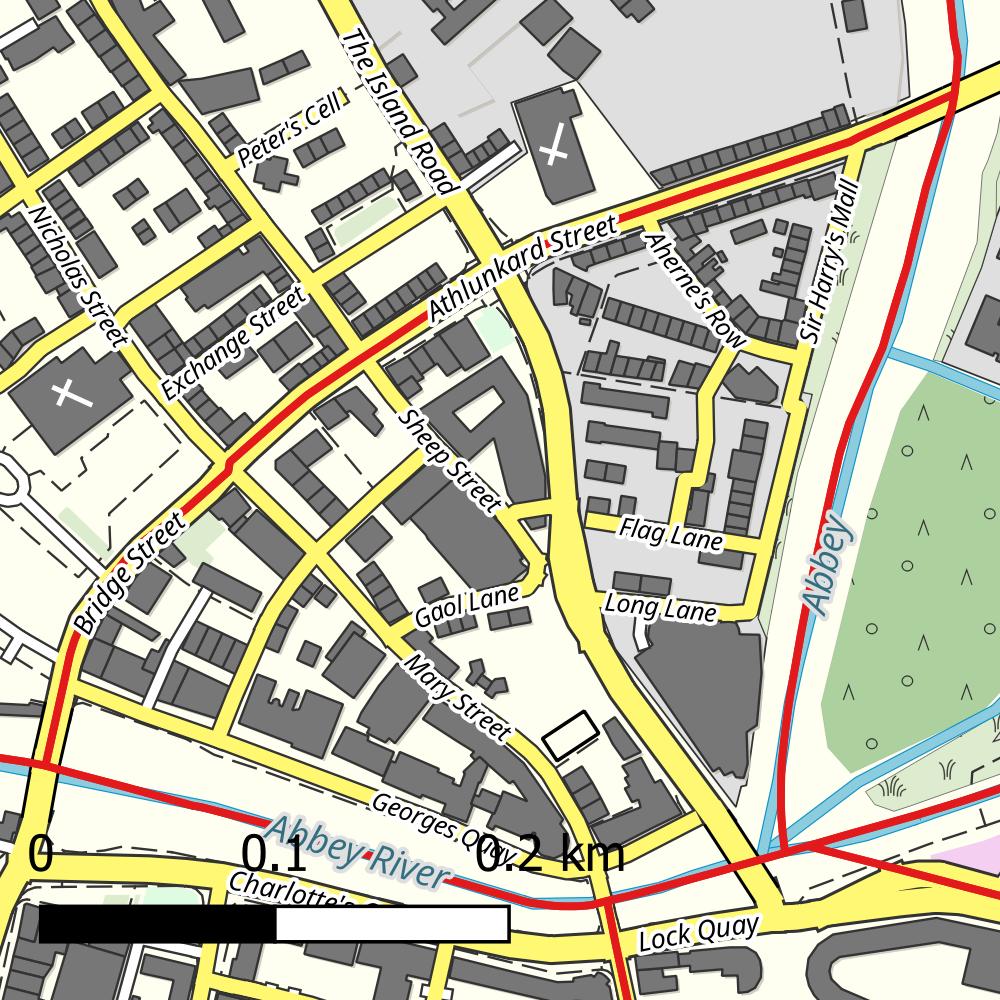 The Island Road
Peter's Cell
Nicholas Street
Athlunkard Street
Aherne's Row
Sir Harry's Mall
Exchange Street
Sheep Street
Flag Lane
Abbey
Bridge Street
Gaol Lane
Long Lane
Mary Street
Georges Quay
0 0.1 0.2 km
Abbey River
Charlotte's
Lock Quay